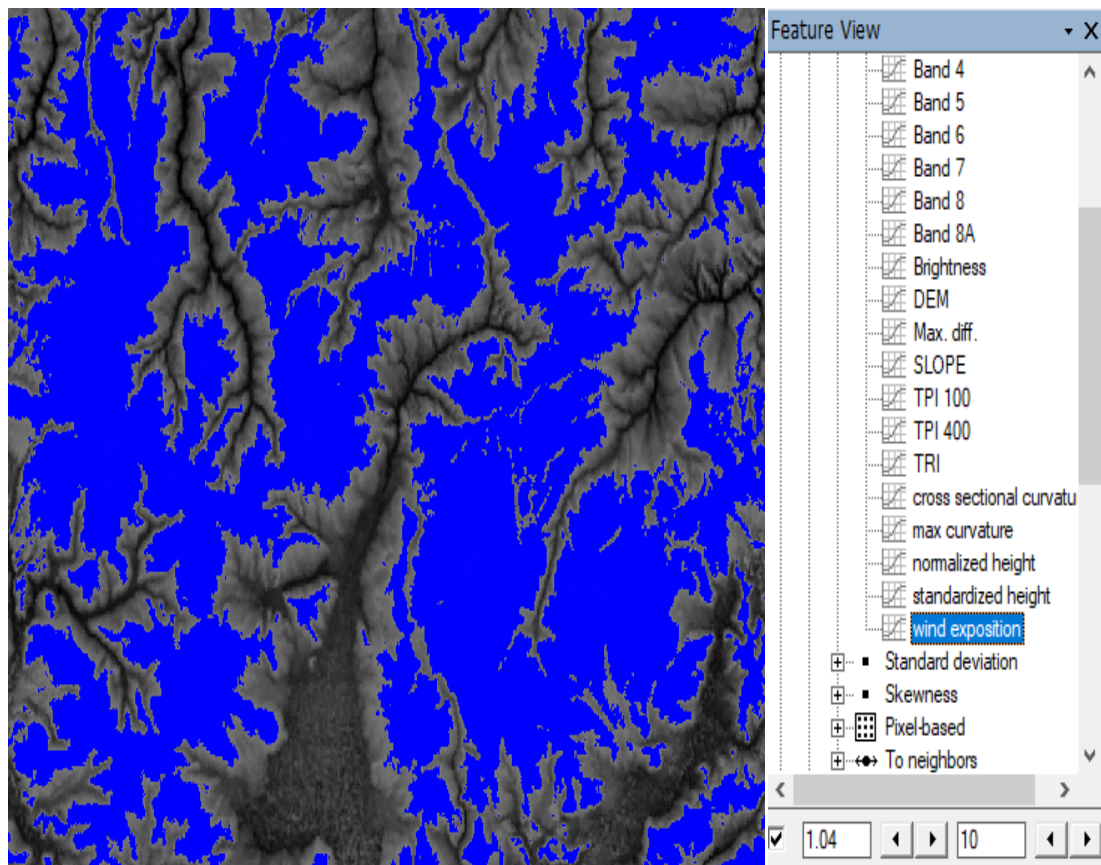 Feature View
Band 4
Band 5
Band 6
Band 7
Band 8
Band 8A
Brightness
DEM
Max. diff.
SLOPE
TPI 100
TPI 400
TRI
cross sectional curvatu
max curvature
normalized height
standardized height
wind exposition
Standard deviation
Skewness
Pixel-based
To neighbors
1.04 10